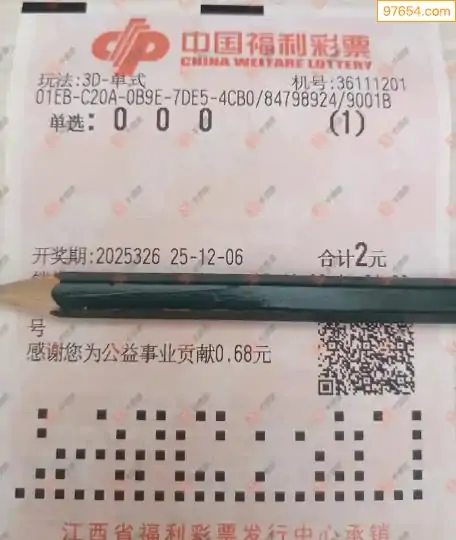 97654.com
中国福利彩票
CHINA WELFARE LOTTERY
玩法:3D-单式 机号:36111201
01EB-C20A-0B9E-7DE5-4CB0/84798924/9001B
单选: 0 0 0 (1)
开奖期:2025326 25-12-06 合计2元
号
感谢您为公益事业贡献0.68元
江西省福利彩票发行中心承销